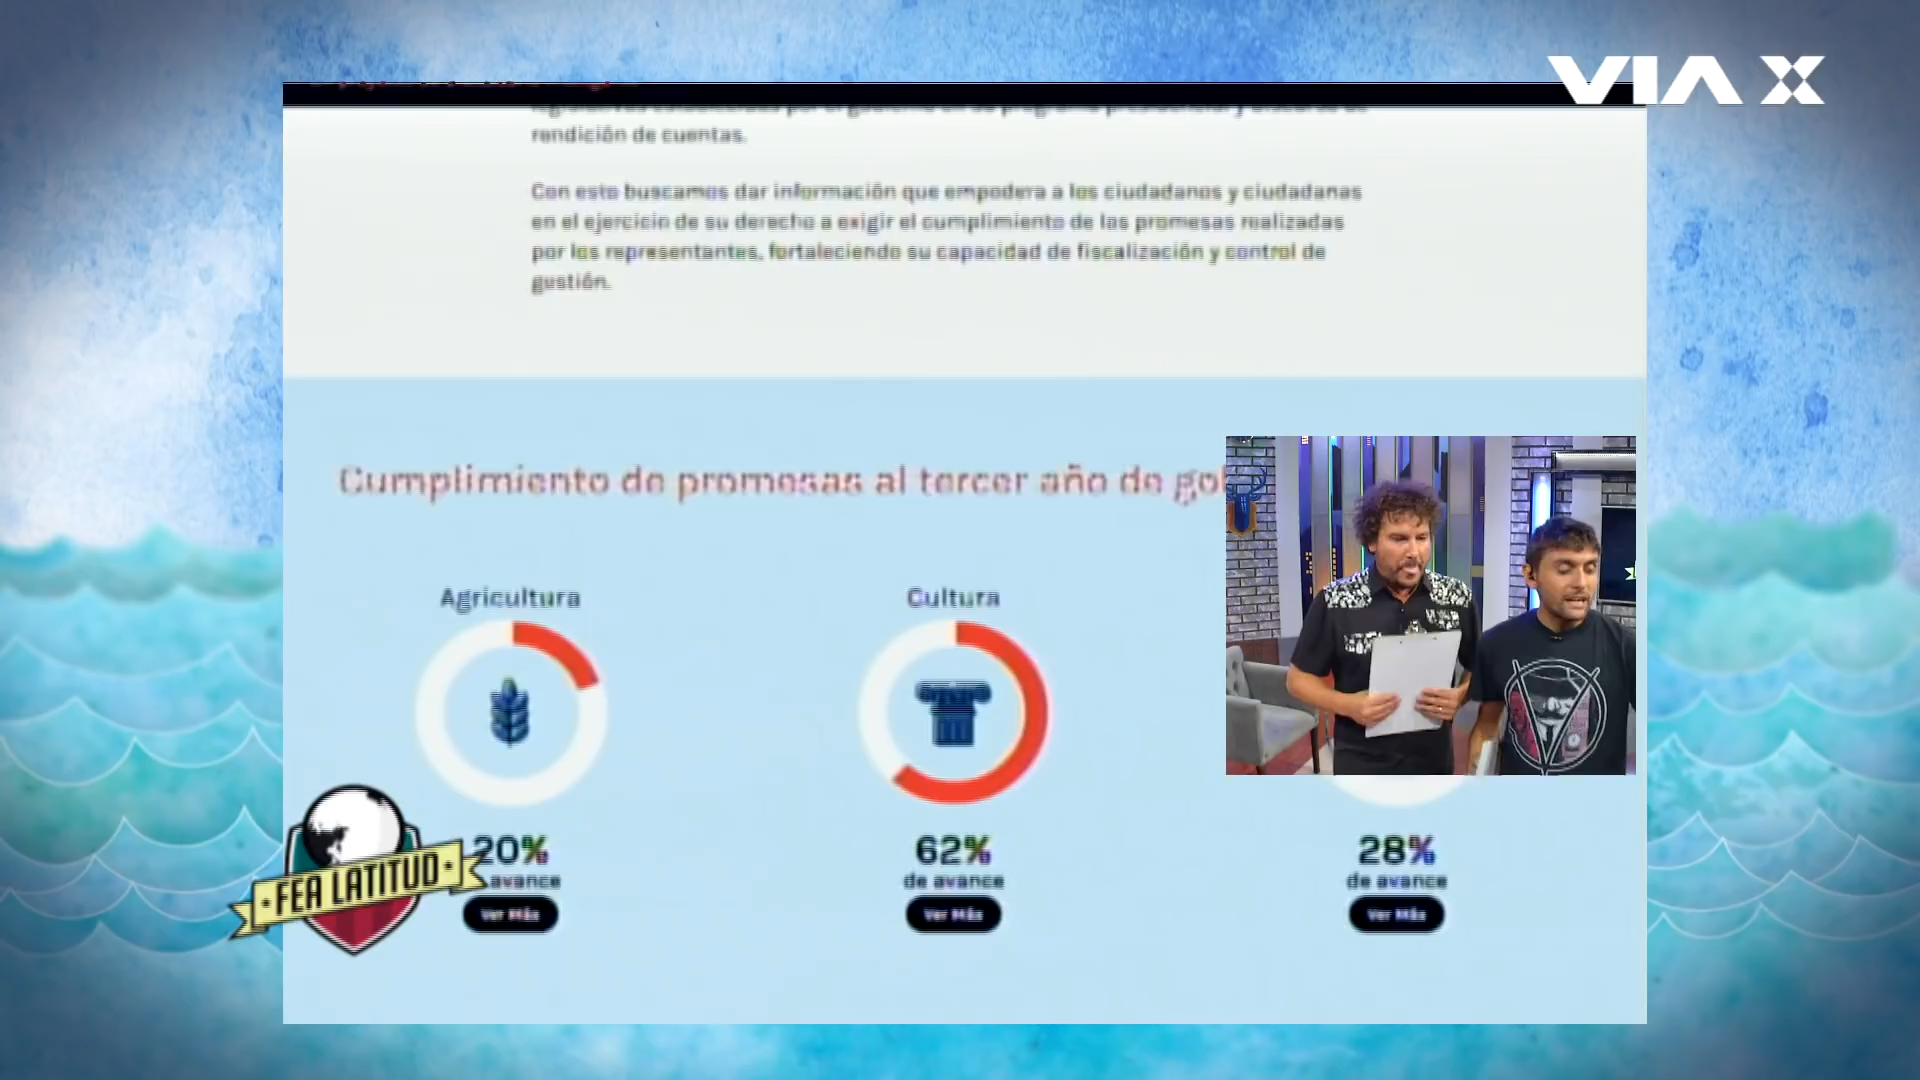 VIA X
rendición de cuentas.
Con esto buscamos dar información que empodera a los ciudadanos y ciudadanas
en el ejercicio de su derecho a exigir el cumplimiento de las promesas realizadas
por los representantes, fortaleciendo su capacidad de fiscalización y control de
gestión.
Cumplimiento de promesas al tercer año de
Agricultura
Cultura
20%
62%
28%
avance
de avance
de avance
Ver Más
Ver Más
Ver Más
FEA LATITUD